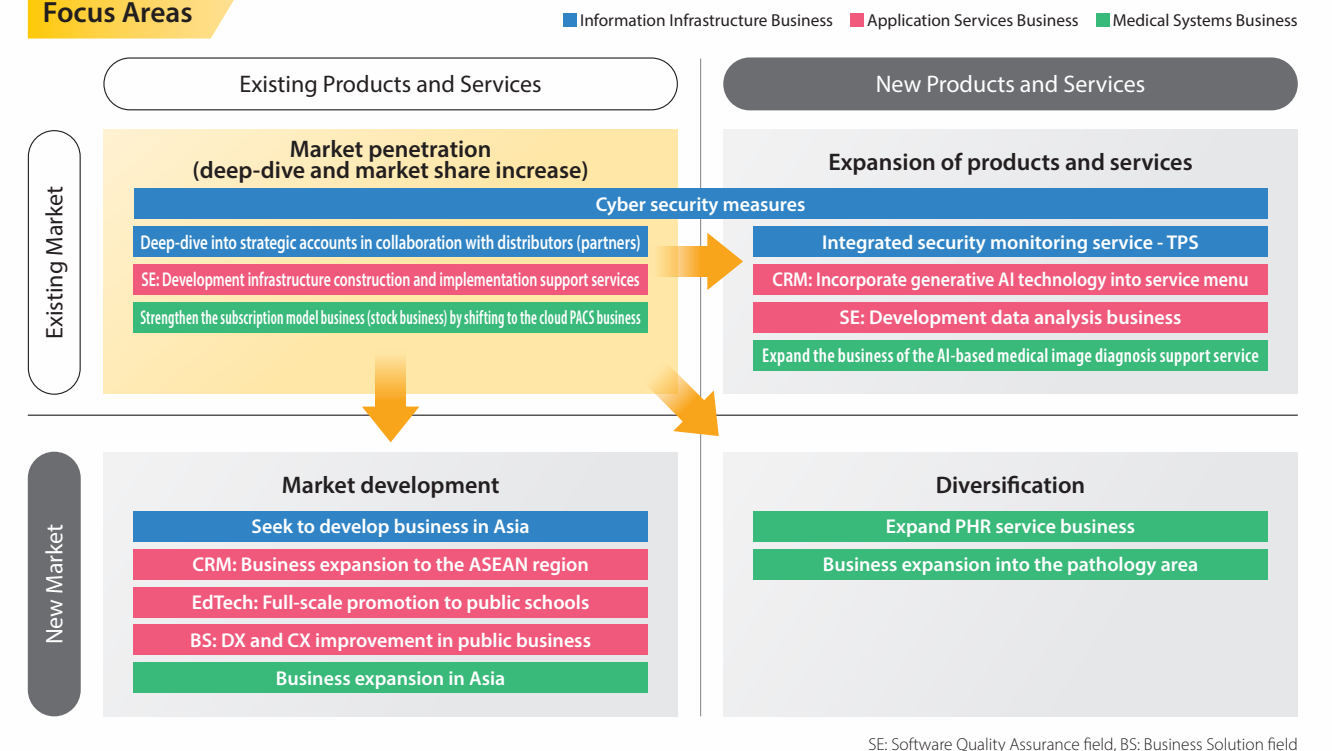 Focus Areas
Information Infrastructure Business
Application Services Business
Medical Systems Business
Existing Products and Services
New Products and Services
Existing Market
Market penetration
(deep-dive and market share increase)
Expansion of products and services
Cyber security measures
Deep-dive into strategic accounts in collaboration with distributors (partners)
SE: Development infrastructure construction and implementation support services
Strengthen the subscription model business (stock business) by shifting to the cloud PACS business
Integrated security monitoring service - TPS
CRM: Incorporate generative AI technology into service menu
SE: Development data analysis business
Expand the business of the AI-based medical image diagnosis support service
New Market
Market development
Seek to develop business in Asia
CRM: Business expansion to the ASEAN region
EdTech: Full-scale promotion to public schools
BS: DX and CX improvement in public business
Business expansion in Asia
Diversification
Expand PHR service business
Business expansion into the pathology area
SE: Software Quality Assurance field, BS: Business Solution field